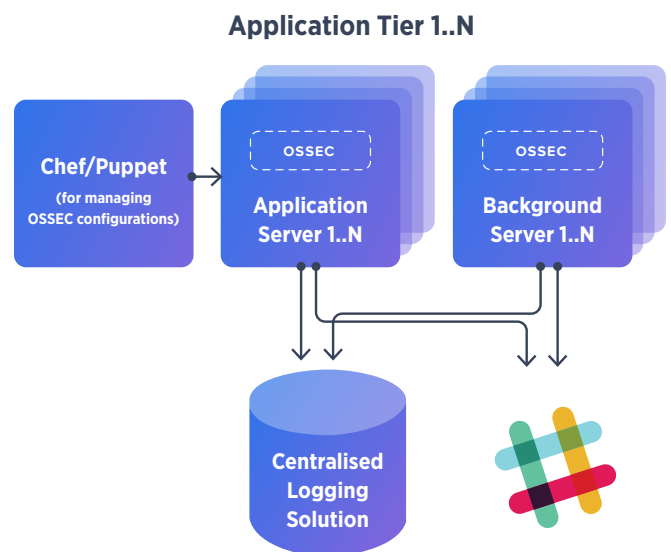 Application Tier 1..N
Chef/Puppet
(for managing
OSSEC configurations)
OSSEC
Application
Server 1..N
OSSEC
Background
Server 1..N
Centralised
Logging
Solution